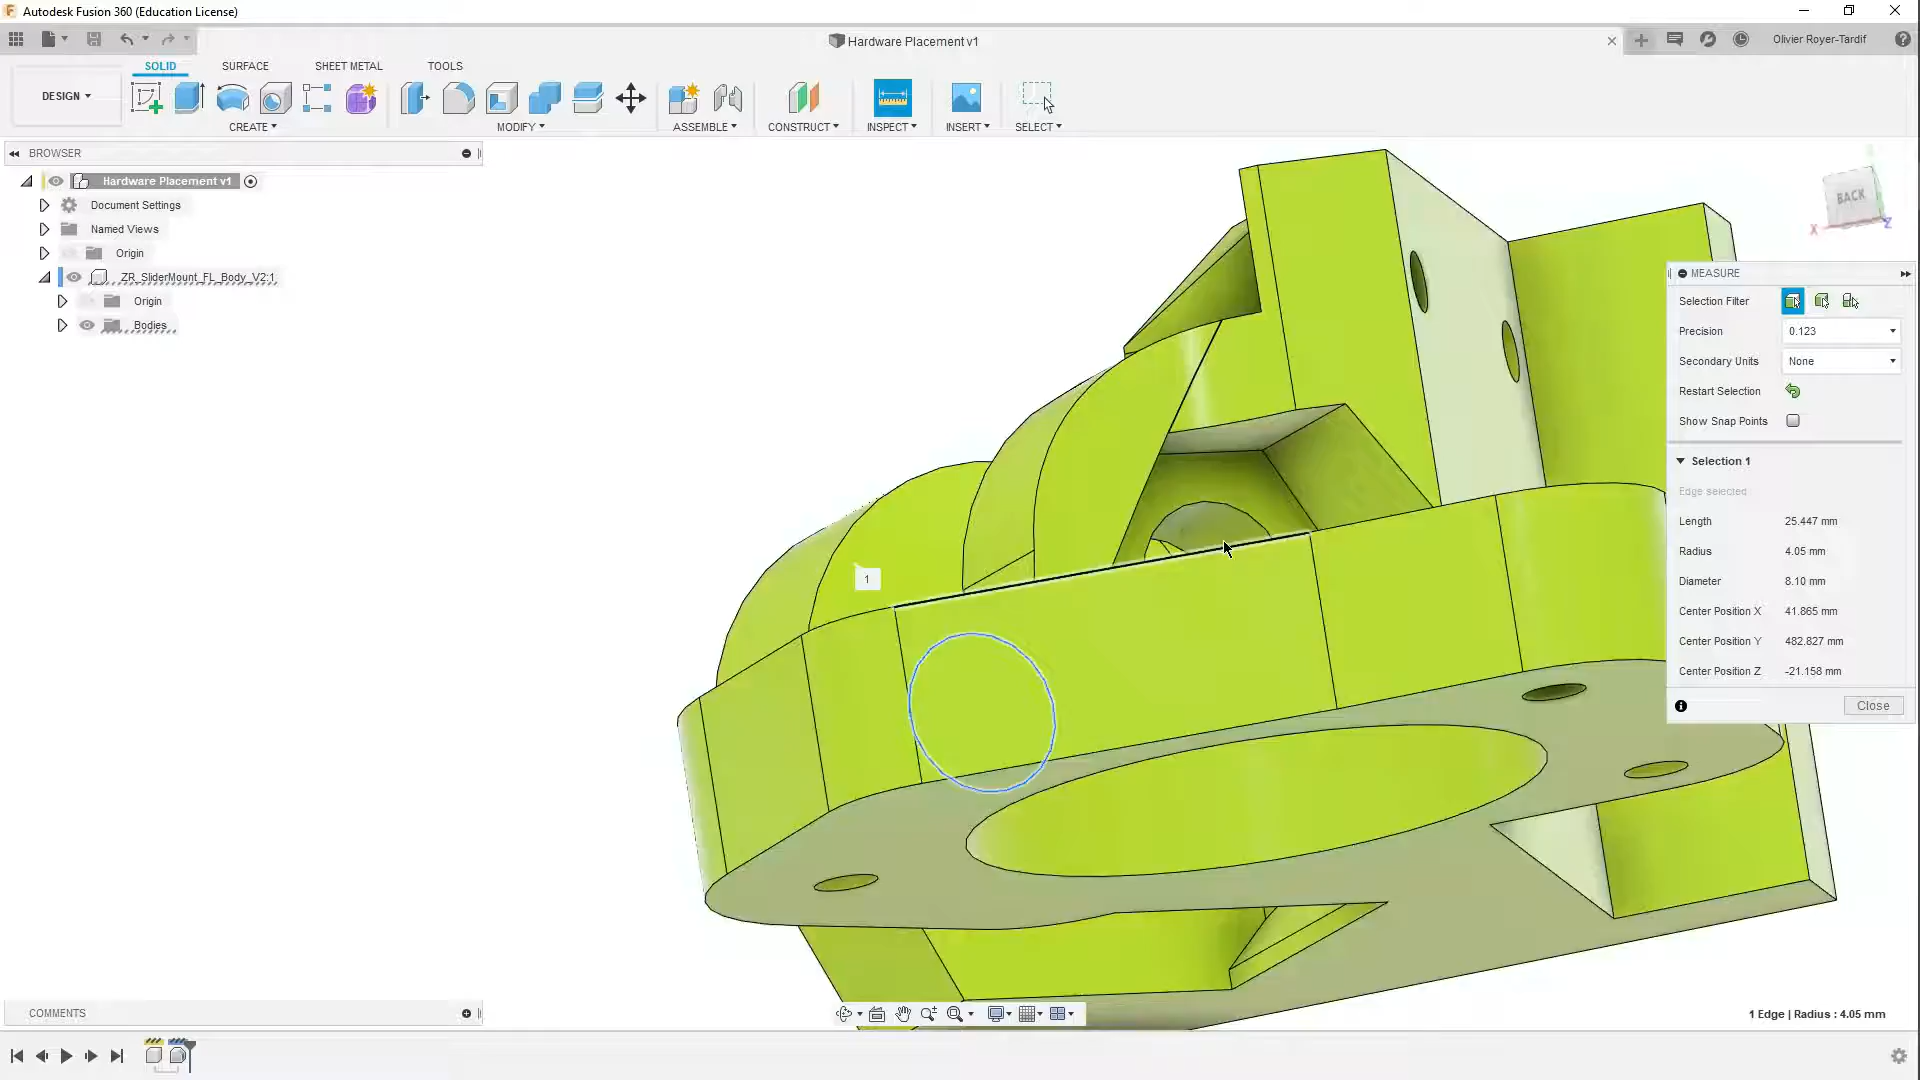 Autodesk Fusion 360 (Education License)
Hardware Placement v1
Olivier Royer-Tardif
DESIGN
SOLID
SURFACE
SHEET METAL
TOOLS
CREATE
MODIFY
ASSEMBLE
CONSTRUCT
INSPECT
INSERT
SELECT
BROWSER
Hardware Placement v1
Document Settings
Named Views
Origin
ZR_SliderMount_FL_Body_V2:1
Origin
Bodies
BACK
X
Z
MEASURE
Selection Filter
Precision 0.123
Secondary Units None
Restart Selection
Show Snap Points
Selection 1
Edge selected
Length 25.447 mm
Radius 4.05 mm
Diameter 8.10 mm
Center Position X 41.865 mm
Center Position Y 482.827 mm
Center Position Z -21.158 mm
Close
1
COMMENTS
1 Edge | Radius : 4.05 mm